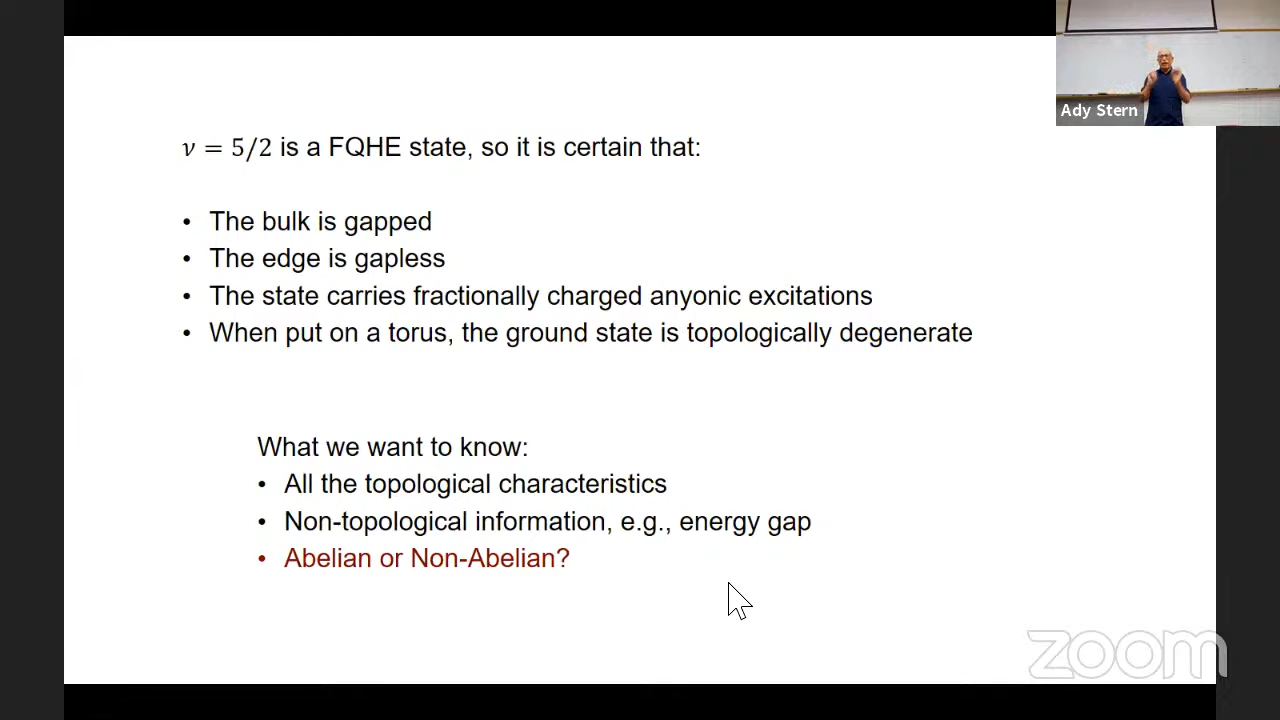 Ady Stern
ν = 5/2 is a FQHE state, so it is certain that:
• The bulk is gapped
• The edge is gapless
• The state carries fractionally charged anyonic excitations
• When put on a torus, the ground state is topologically degenerate
What we want to know:
• All the topological characteristics
• Non-topological information, e.g., energy gap
• Abelian or Non-Abelian?
zoom